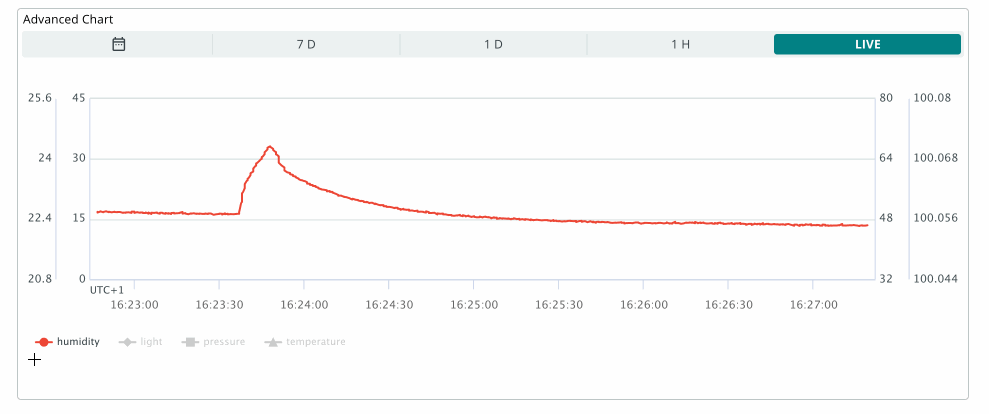 Advanced Chart
7 D 1 D 1 H LIVE
25.6 45 80 100.08
24 30 64 100.068
22.4 15 48 100.056
20.8 0 32 100.044
UTC+1
16:23:00 16:23:30 16:24:00 16:24:30 16:25:00 16:25:30 16:26:00 16:26:30 16:27:00
humidity light pressure temperature